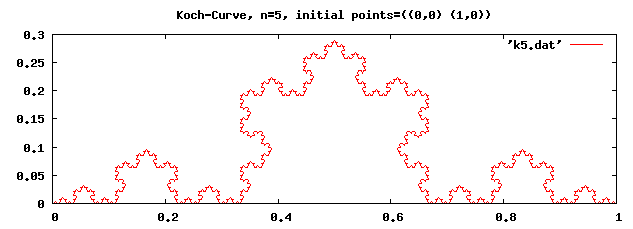 Koch-Curve, n=5, initial points=((0,0) (1,0))
'k5.dat'
0.3
0.25
0.2
0.15
0.1
0.05
0
0 0.2 0.4 0.6 0.8 1